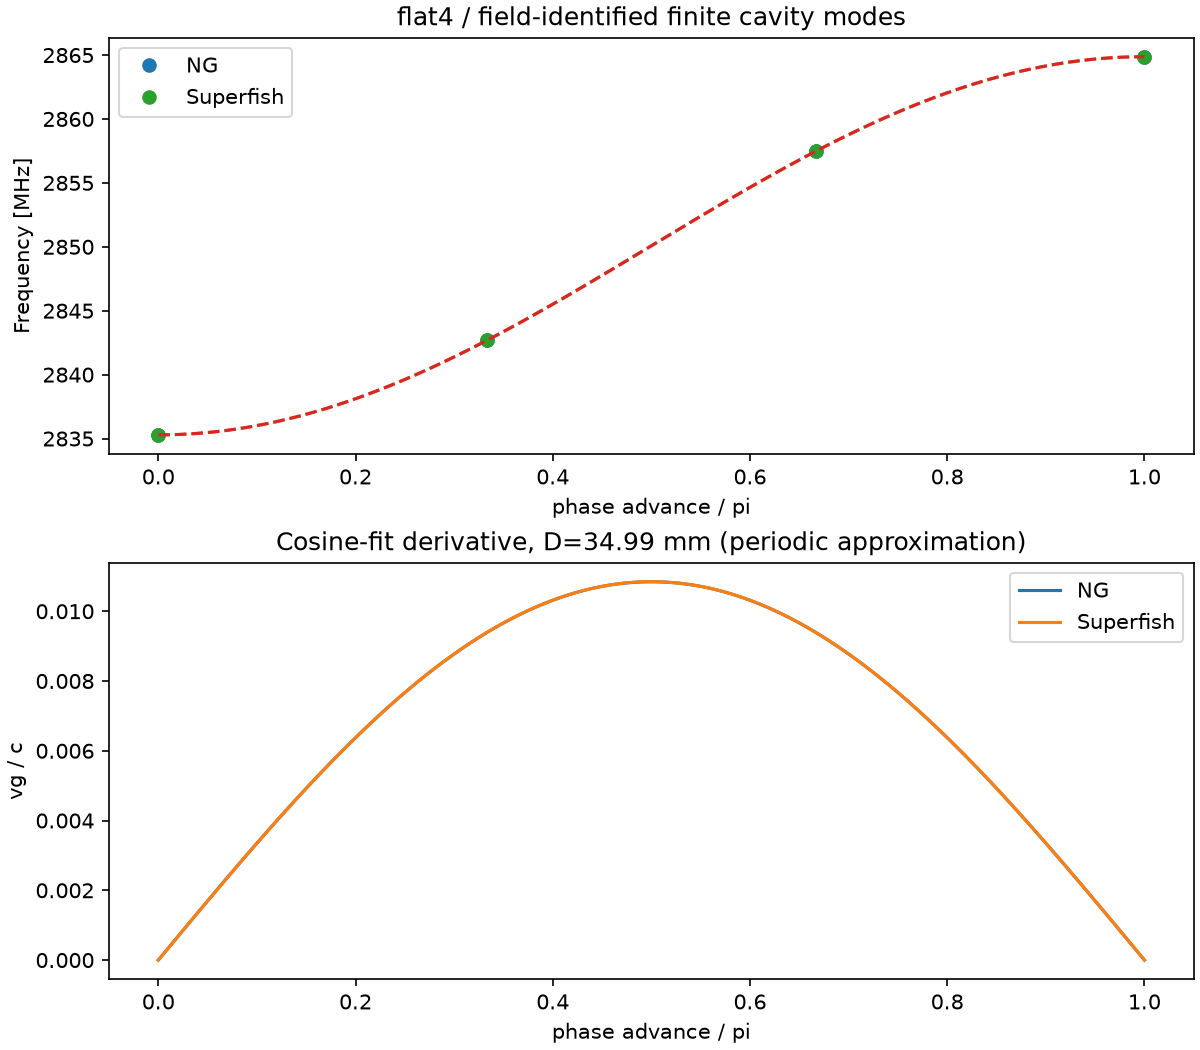 flat4 / field-identified finite cavity modes
NG
Superfish
Frequency [MHz]
2865
2860
2855
2850
2845
2840
2835
0.0 0.2 0.4 0.6 0.8 1.0
phase advance / pi
Cosine-fit derivative, D=34.99 mm (periodic approximation)
NG
Superfish
vg / c
0.010
0.008
0.006
0.004
0.002
0.000
0.0 0.2 0.4 0.6 0.8 1.0
phase advance / pi